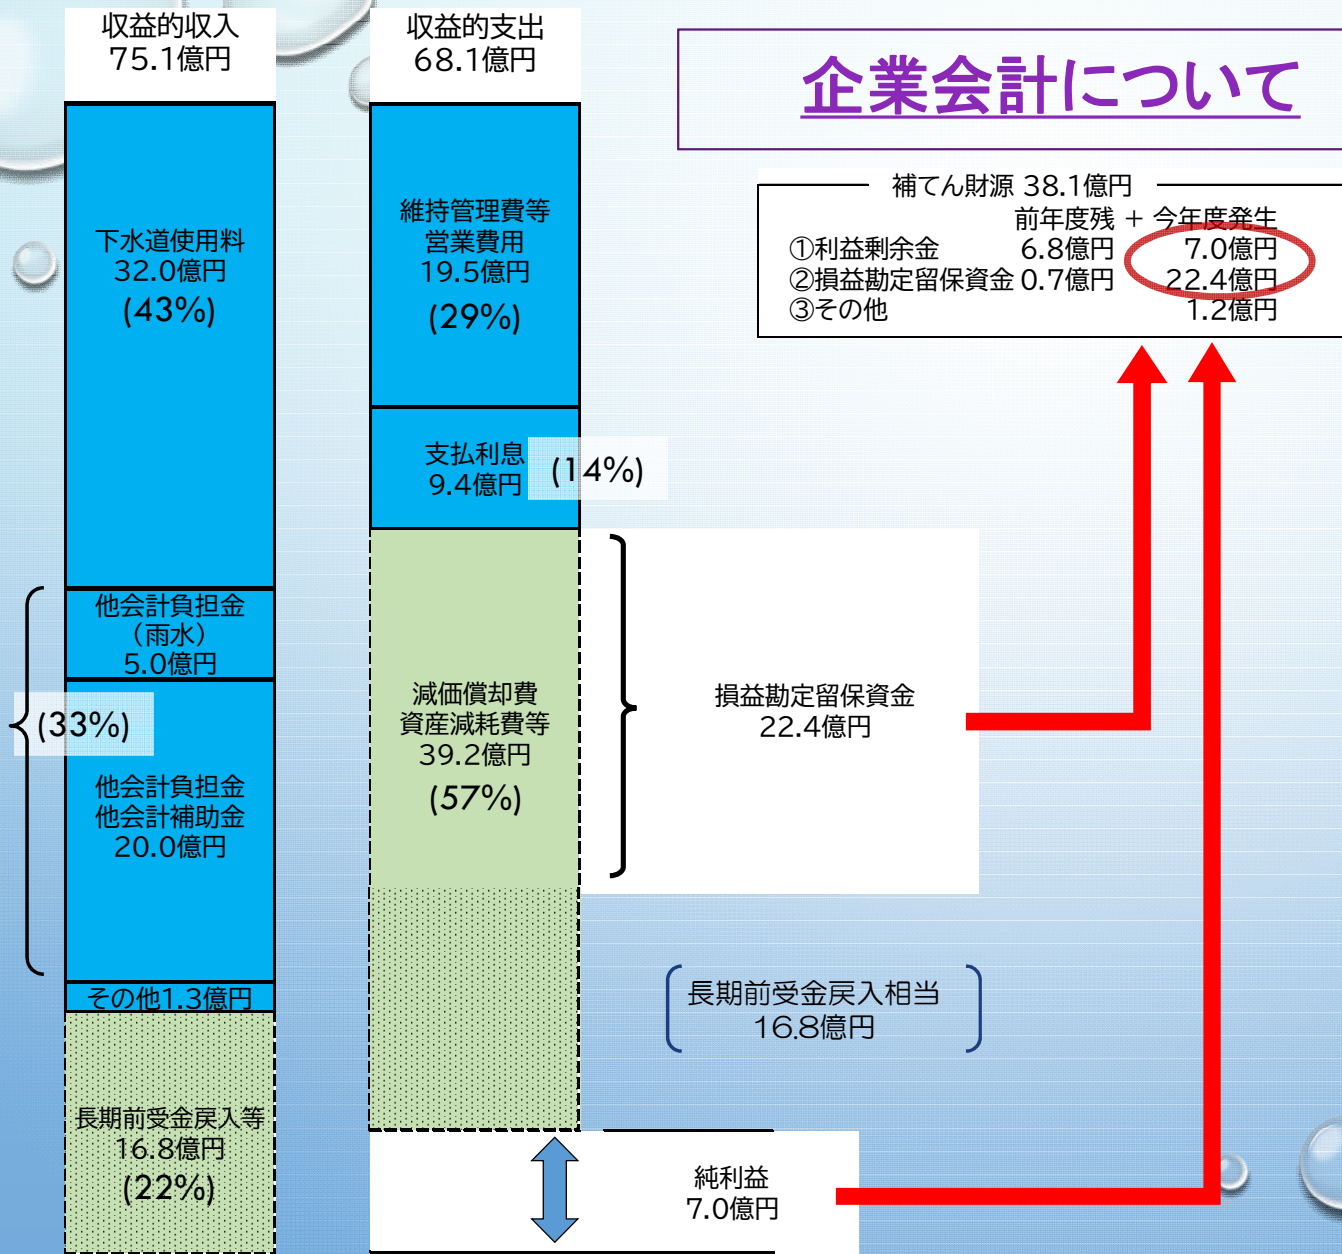 企業会計について
収益的収入
75.1億円
下水道使用料
32.0億円
(43%)
他会計負担金
（雨水）
5.0億円
(33%)
他会計負担金
他会計補助金
20.0億円
その他1.3億円
長期前受金戻入等
16.8億円
(22%)
収益的支出
68.1億円
維持管理費等
営業費用
19.5億円
(29%)
支払利息
9.4億円
(14%)
減価償却費
資産減耗費等
39.2億円
(57%)
損益勘定留保資金
22.4億円
長期前受金戻入相当
16.8億円
純利益
7.0億円
補てん財源 38.1億円
前年度残 + 今年度発生
①利益剰余金 6.8億円 7.0億円
②損益勘定留保資金 0.7億円 22.4億円
③その他 1.2億円